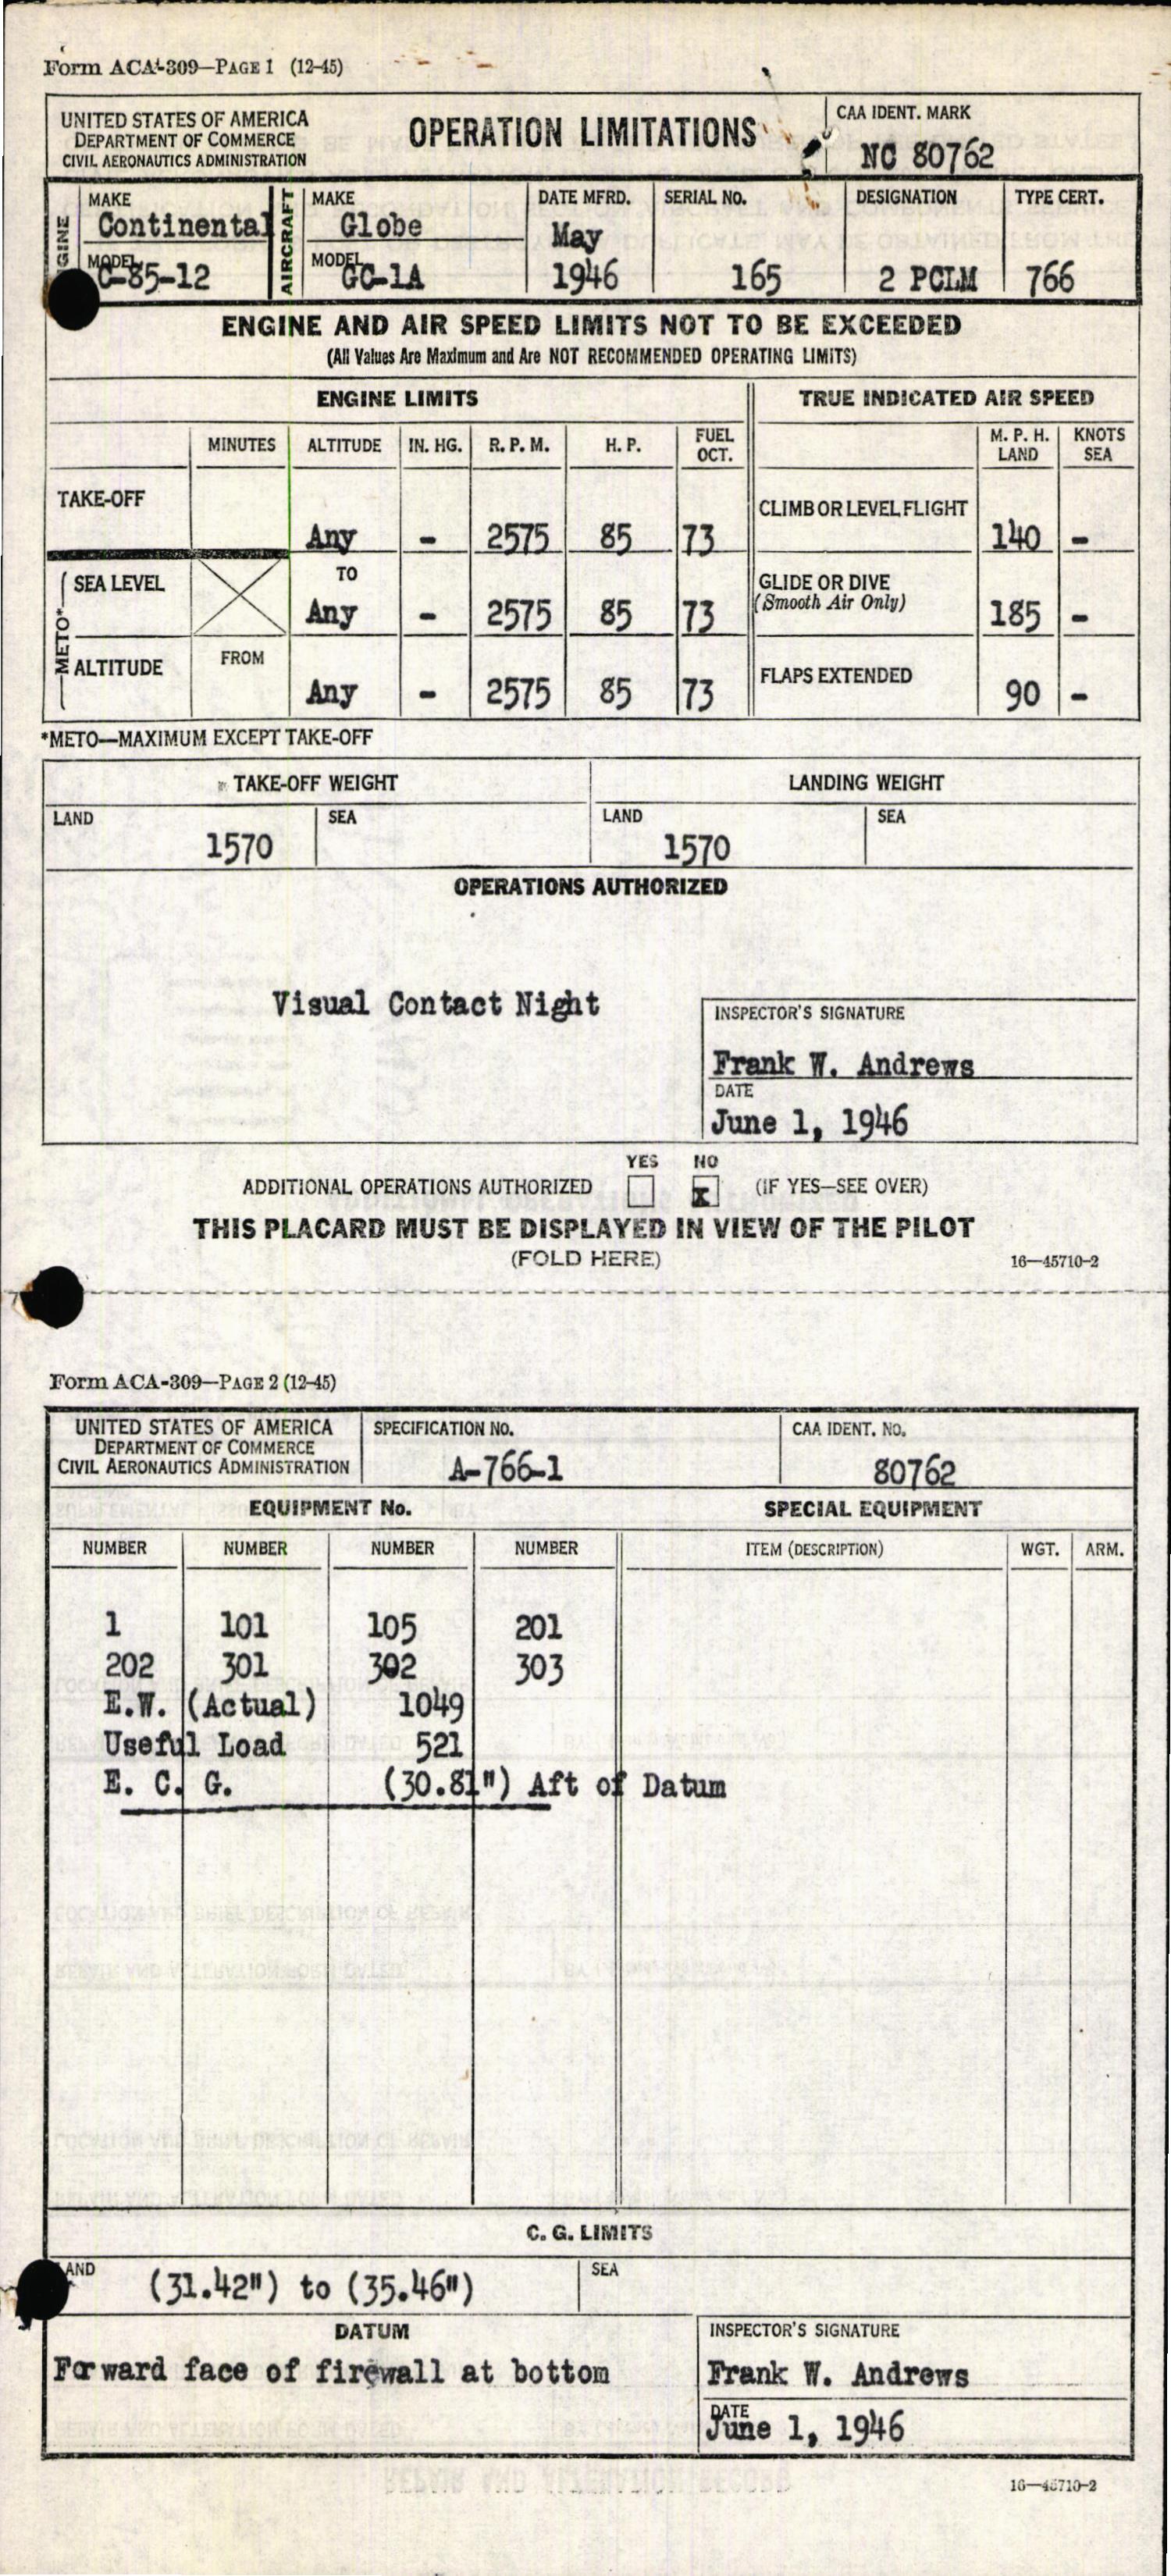 Form ACA-309—PAGE 1 (12-45)
UNITED STATES OF AMERICA
DEPARTMENT OF COMMERCE
CIVIL AERONAUTICS ADMINISTRATION
OPERATION LIMITATIONS
CAA IDENT. MARK
NC 80762
MAKE
Continental
MODEL
C-85-12
AIRCRAFT
MAKE
Globe
MODEL
GC-1A
DATE MFRD.
May
1946
SERIAL NO.
165
DESIGNATION
2 PCLM
TYPE CERT.
766
ENGINE AND AIR SPEED LIMITS NOT TO BE EXCEEDED
(All Values Are Maximum and Are NOT RECOMMENDED OPERATING LIMITS)
ENGINE LIMITS
TRUE INDICATED AIR SPEED
MINUTES ALTITUDE IN. HG. R. P. M. H. P. FUEL OCT. M. P. H. LAND KNOTS SEA
TAKE-OFF Any - 2575 85 73 CLIMB OR LEVEL FLIGHT 140 -
METO*
SEA LEVEL TO Any - 2575 85 73 GLIDE OR DIVE (Smooth Air Only) 185 -
ALTITUDE FROM Any - 2575 85 73 FLAPS EXTENDED 90 -
*METO—MAXIMUM EXCEPT TAKE-OFF
TAKE-OFF WEIGHT LANDING WEIGHT
LAND 1570 SEA LAND 1570 SEA
OPERATIONS AUTHORIZED
Visual Contact Night
INSPECTOR'S SIGNATURE
Frank W. Andrews
DATE
June 1, 1946
YES NO
ADDITIONAL OPERATIONS AUTHORIZED x (IF YES—SEE OVER)
THIS PLACARD MUST BE DISPLAYED IN VIEW OF THE PILOT
(FOLD HERE) 16—45710-2
Form ACA-309—PAGE 2 (12-45)
UNITED STATES OF AMERICA
DEPARTMENT OF COMMERCE
CIVIL AERONAUTICS ADMINISTRATION
SPECIFICATION NO.
A-766-1
CAA IDENT. NO.
80762
EQUIPMENT No. SPECIAL EQUIPMENT
NUMBER NUMBER NUMBER NUMBER ITEM (DESCRIPTION) WGT. ARM.
1 101 105 201
202 301 302 303
E.W. (Actual) 1049
Useful Load 521
E. C. G. (30.81") Aft of Datum
C. G. LIMITS
(31.42") to (35.46") SEA
DATUM
Forward face of firewall at bottom
INSPECTOR'S SIGNATURE
Frank W. Andrews
DATE
June 1, 1946
16—45710-2